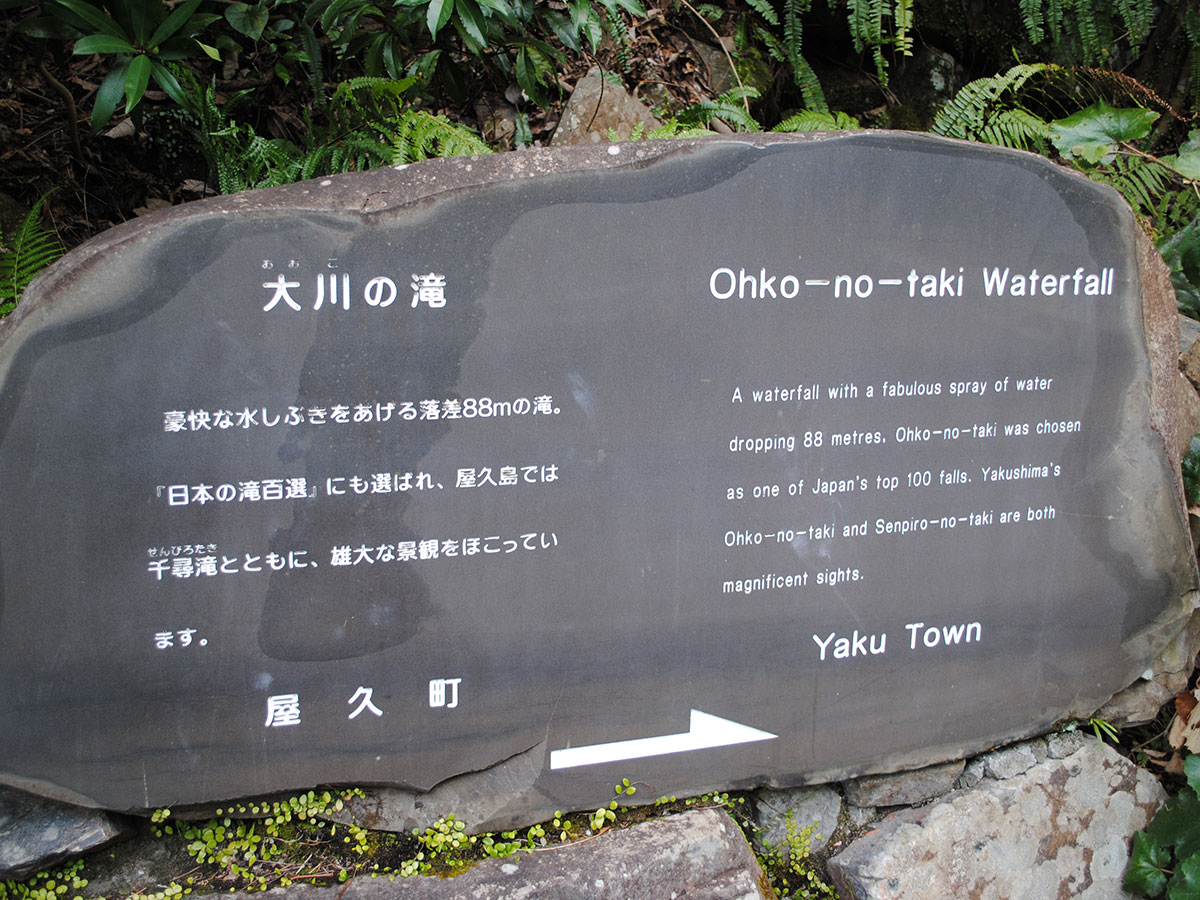 おおこ
大川の滝
豪快な水しぶきをあげる落差88mの滝。
『日本の滝百選』にも選ばれ、屋久島では
せんぴろたき
千尋滝とともに、雄大な景観をほこってい
ます。
屋久町
Ohko-no-taki Waterfall
A waterfall with a fabulous spray of water
dropping 88 metres, Ohko-no-taki was chosen
as one of Japan's top 100 falls. Yakushima's
Ohko-no-taki and Senpiro-no-taki are both
magnificent sights.
Yaku Town